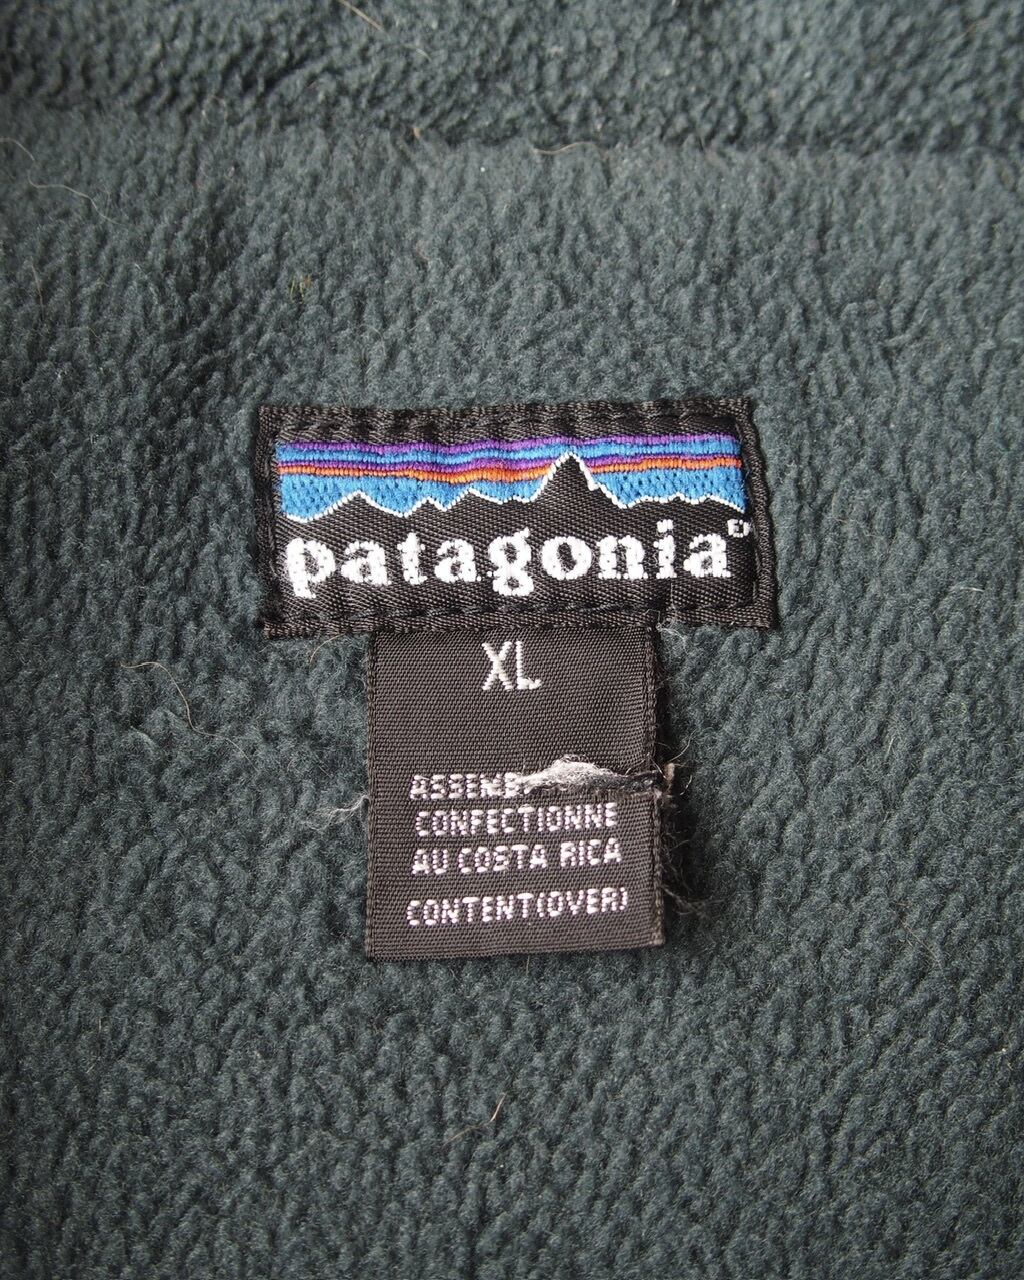 patagonia®
XL
CONFECTIONNE
AU COSTA RICA
CONTENT(OVER)